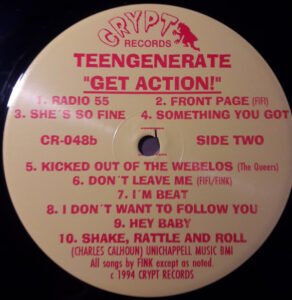 CRYPT
RECORDS
TEENGENERATE
"GET ACTION!"
1. RADIO 55 2. FRONT PAGE (FIFI)
3. SHE'S SO FINE 4. SOMETHING YOU GOT
CR-048b SIDE TWO
5. KICKED OUT OF THE WEBELOS (The Queers)
6. DON'T LEAVE ME (FIFI/FINK)
7. I'M BEAT
8. I DON'T WANT TO FOLLOW YOU
9. HEY BABY
10. SHAKE, RATTLE AND ROLL
(CHARLES CALHOUN) UNICHAPPELL MUSIC BMI
All songs by FINK except as noted.
c 1994 CRYPT RECORDS